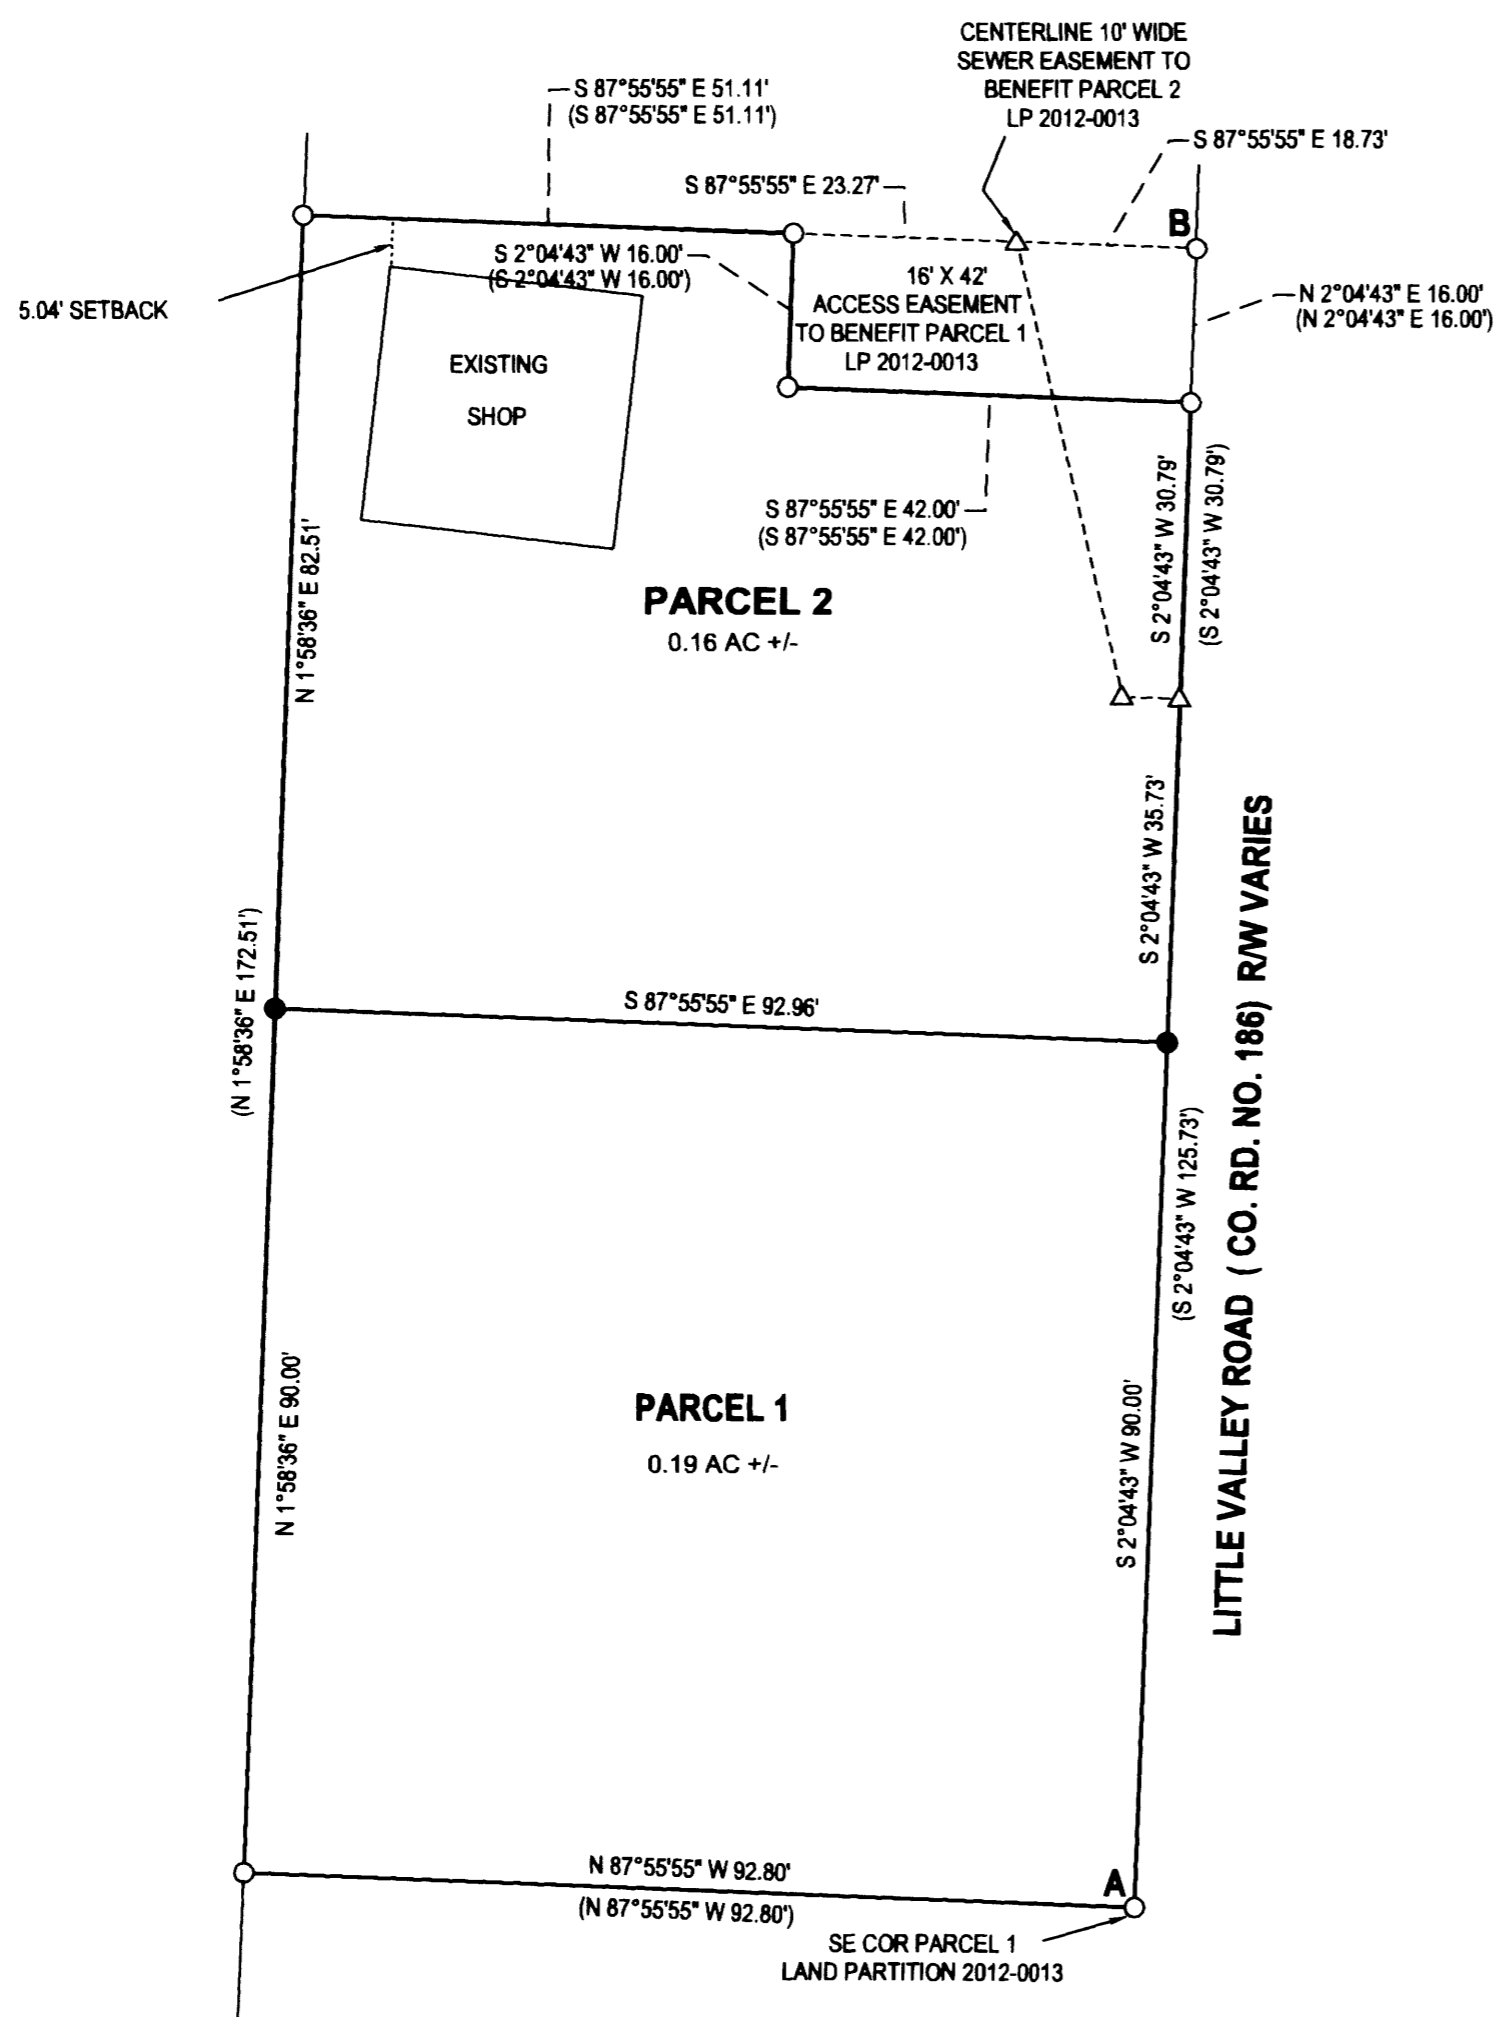 CENTERLINE 10' WIDE
SEWER EASEMENT TO
BENEFIT PARCEL 2
LP 2012-0013
S 87°55'55" E 51.11'
(S 87°55'55" E 51.11')
S 87°55'55" E 18.73'
S 87°55'55" E 23.27'
B
S 2°04'43" W 16.00'
(S 2°04'43" W 16.00')
16' X 42'
ACCESS EASEMENT
TO BENEFIT PARCEL 1
LP 2012-0013
N 2°04'43" E 16.00'
(N 2°04'43" E 16.00')
5.04' SETBACK
EXISTING
SHOP
S 87°55'55" E 42.00'
(S 87°55'55" E 42.00')
S 2°04'43" W 30.79'
(S 2°04'43" W 30.79')
N 1°58'36" E 82.51'
PARCEL 2
0.16 AC +/-
S 2°04'43" W 35.73'
(N 1°58'36" E 172.51')
S 87°55'55" E 92.96'
LITTLE VALLEY ROAD ( CO. RD. NO. 186) R/W VARIES
(S 2°04'43" W 125.73')
N 1°58'36" E 90.00'
PARCEL 1
0.19 AC +/-
S 2°04'43" W 90.00'
N 87°55'55" W 92.80'
(N 87°55'55" W 92.80')
A
SE COR PARCEL 1
LAND PARTITION 2012-0013